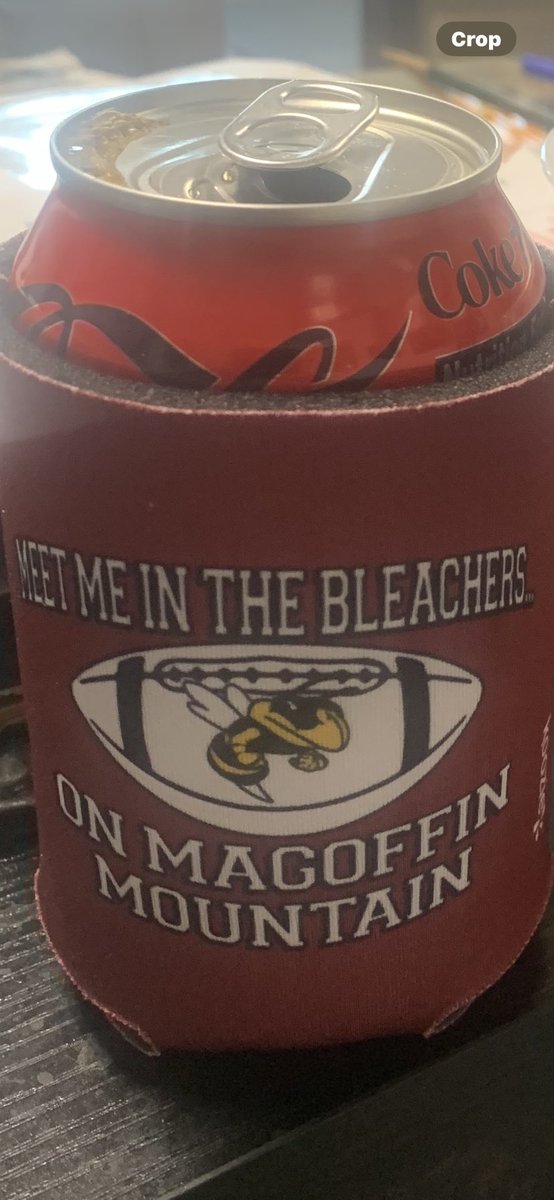 Crop
Coke
MEET ME IN THE BLEACHERS...
ON MAGOFFIN
MOUNTAIN